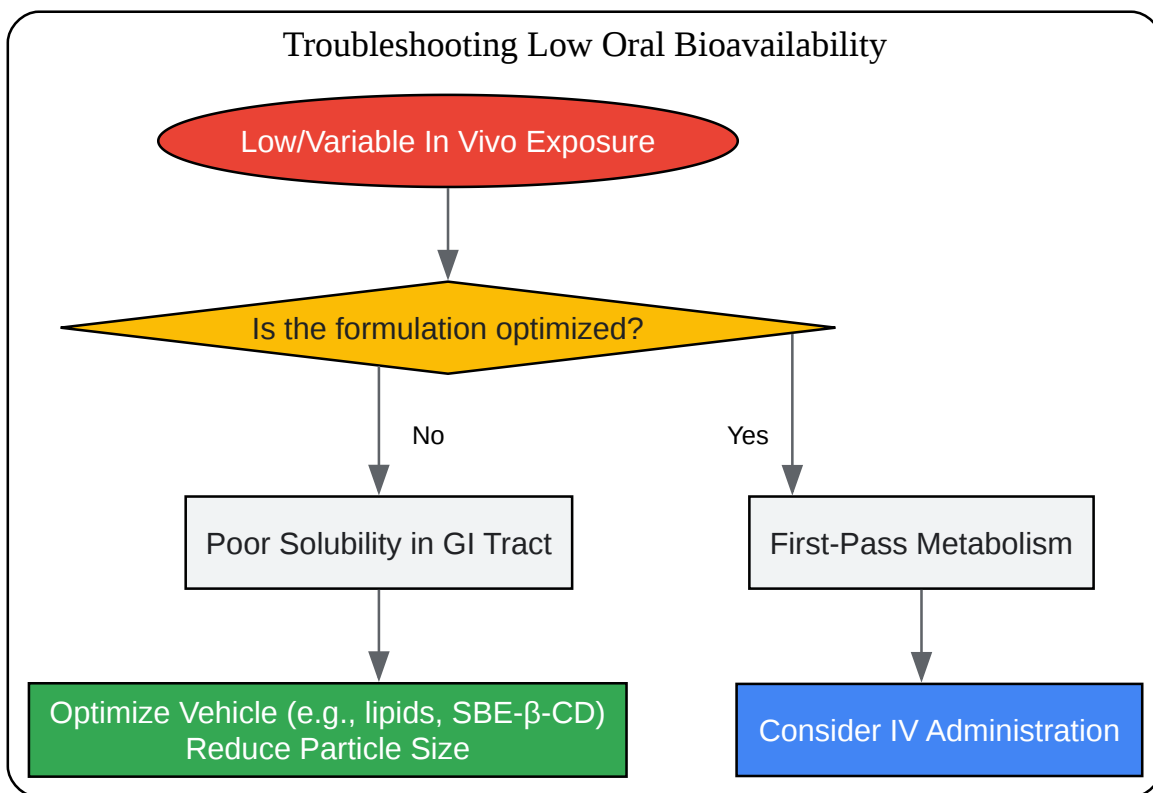 Troubleshooting Low Oral Bioavailability
Low/Variable In Vivo Exposure
Is the formulation optimized?
No
Yes
Poor Solubility in GI Tract
First-Pass Metabolism
Optimize Vehicle (e.g., lipids, SBE-β-CD)
Reduce Particle Size
Consider IV Administration